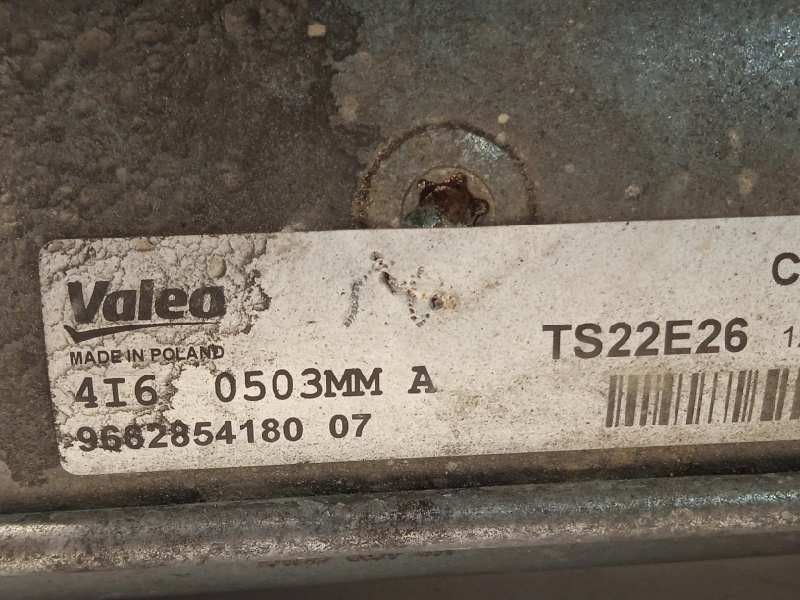 Valeo
MADE IN POLAND
4I6 0503MM A
9662854180 07
TS22E26